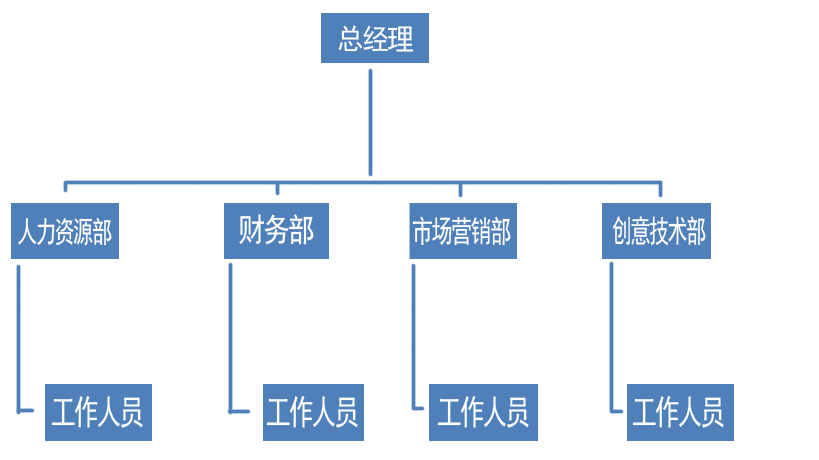 总经理
人力资源部
财务部
市场营销部
创意技术部
工作人员
工作人员
工作人员
工作人员